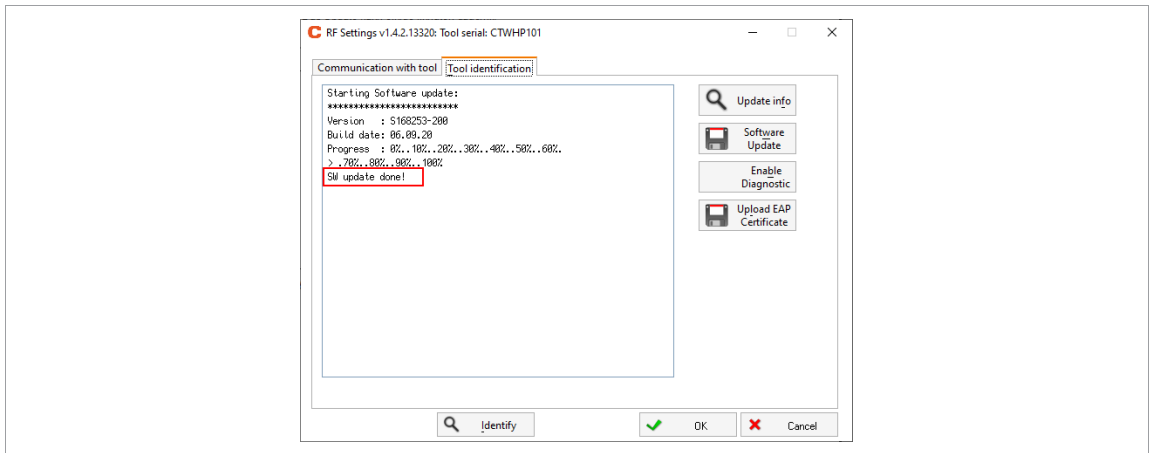 RF Settings v1.4.2.13320: Tool serial: CTWHP101
Communication with tool
Tool identification
Starting Software update:
*************************
Version : S168253-200
Build date: 06.09.20
Progress : 0%..10%..20%..30%..40%..50%..60%.
> .70%..80%..90%..100%
SW update done!
Update info
Software
Update
Enable
Diagnostic
Upload EAP
Certificate
Identify
OK
Cancel